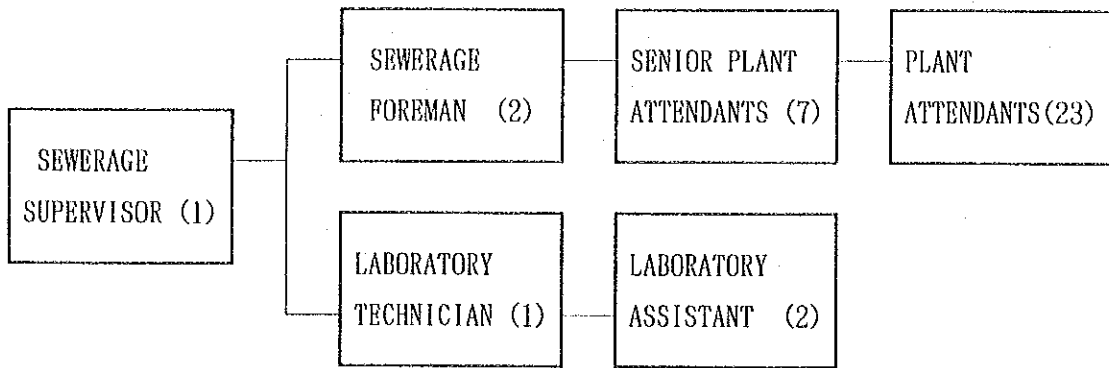 SEWERAGE
SUPERVISOR (1)
SEWERAGE
FOREMAN (2)
SENIOR PLANT
ATTENDANTS (7)
PLANT
ATTENDANTS(23)
LABORATORY
TECHNICIAN (1)
LABORATORY
ASSISTANT (2)